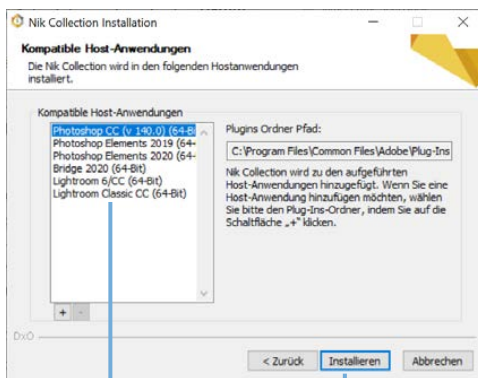 Nik Collection Installation
Kompatible Host-Anwendungen
Die Nik Collection wird in den folgenden Hostanwendungen
installiert.
Kompatible Host-Anwendungen
Photoshop CC (v 140.0) (64-Bi
Photoshop Elements 2019 (64-
Photoshop Elements 2020 (64-
Bridge 2020 (64-Bit)
Lightroom 6/CC (64-Bit)
Lightroom Classic CC (64-Bit)
+ -
Plugins Ordner Pfad:
C:\Program Files\Common Files\Adobe\Plug-Ins
Nik Collection wird zu den aufgeführten
Host-Anwendungen hinzugefügt. Wenn Sie eine
Host-Anwendung hinzufügen möchten, wählen
Sie bitte den Plug-Ins-Ordner, indem Sie auf die
Schaltfläche „+" klicken.
DxO
< Zurück Installieren Abbrechen